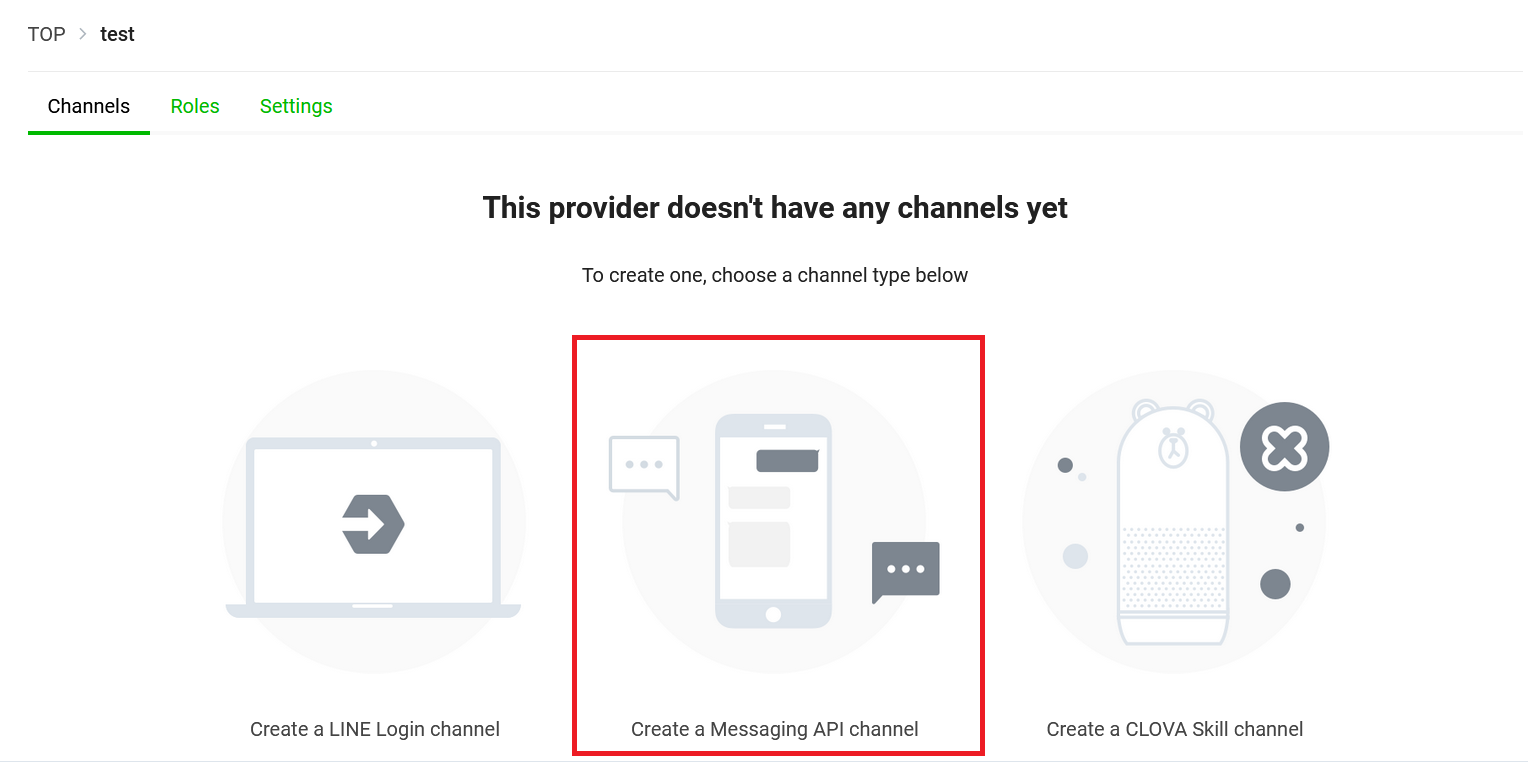 TOP > test
Channels Roles Settings
This provider doesn't have any channels yet
To create one, choose a channel type below
Create a LINE Login channel
Create a Messaging API channel
Create a CLOVA Skill channel